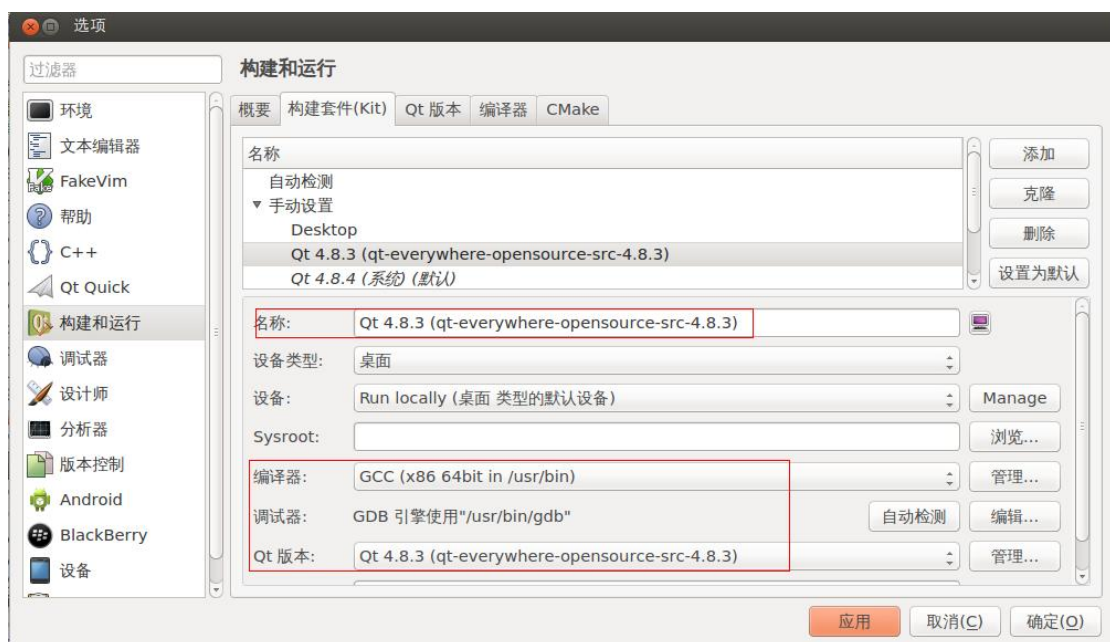 选项
过滤器
环境
文本编辑器
FakeVim
帮助
C++
Qt Quick
构建和运行
调试器
设计师
分析器
版本控制
Android
BlackBerry
设备
构建和运行
概要 构建套件(Kit) Qt 版本 编译器 CMake
名称
自动检测
手动设置
Desktop
Qt 4.8.3 (qt-everywhere-opensource-src-4.8.3)
Qt 4.8.4 (系统) (默认)
添加
克隆
删除
设置为默认
名称: Qt 4.8.3 (qt-everywhere-opensource-src-4.8.3)
设备类型: 桌面
设备: Run locally (桌面 类型的默认设备) Manage
Sysroot: 浏览...
编译器: GCC (x86 64bit in /usr/bin) 管理...
调试器: GDB 引擎使用"/usr/bin/gdb" 自动检测 编辑...
Qt 版本: Qt 4.8.3 (qt-everywhere-opensource-src-4.8.3) 管理...
应用 取消(C) 确定(O)